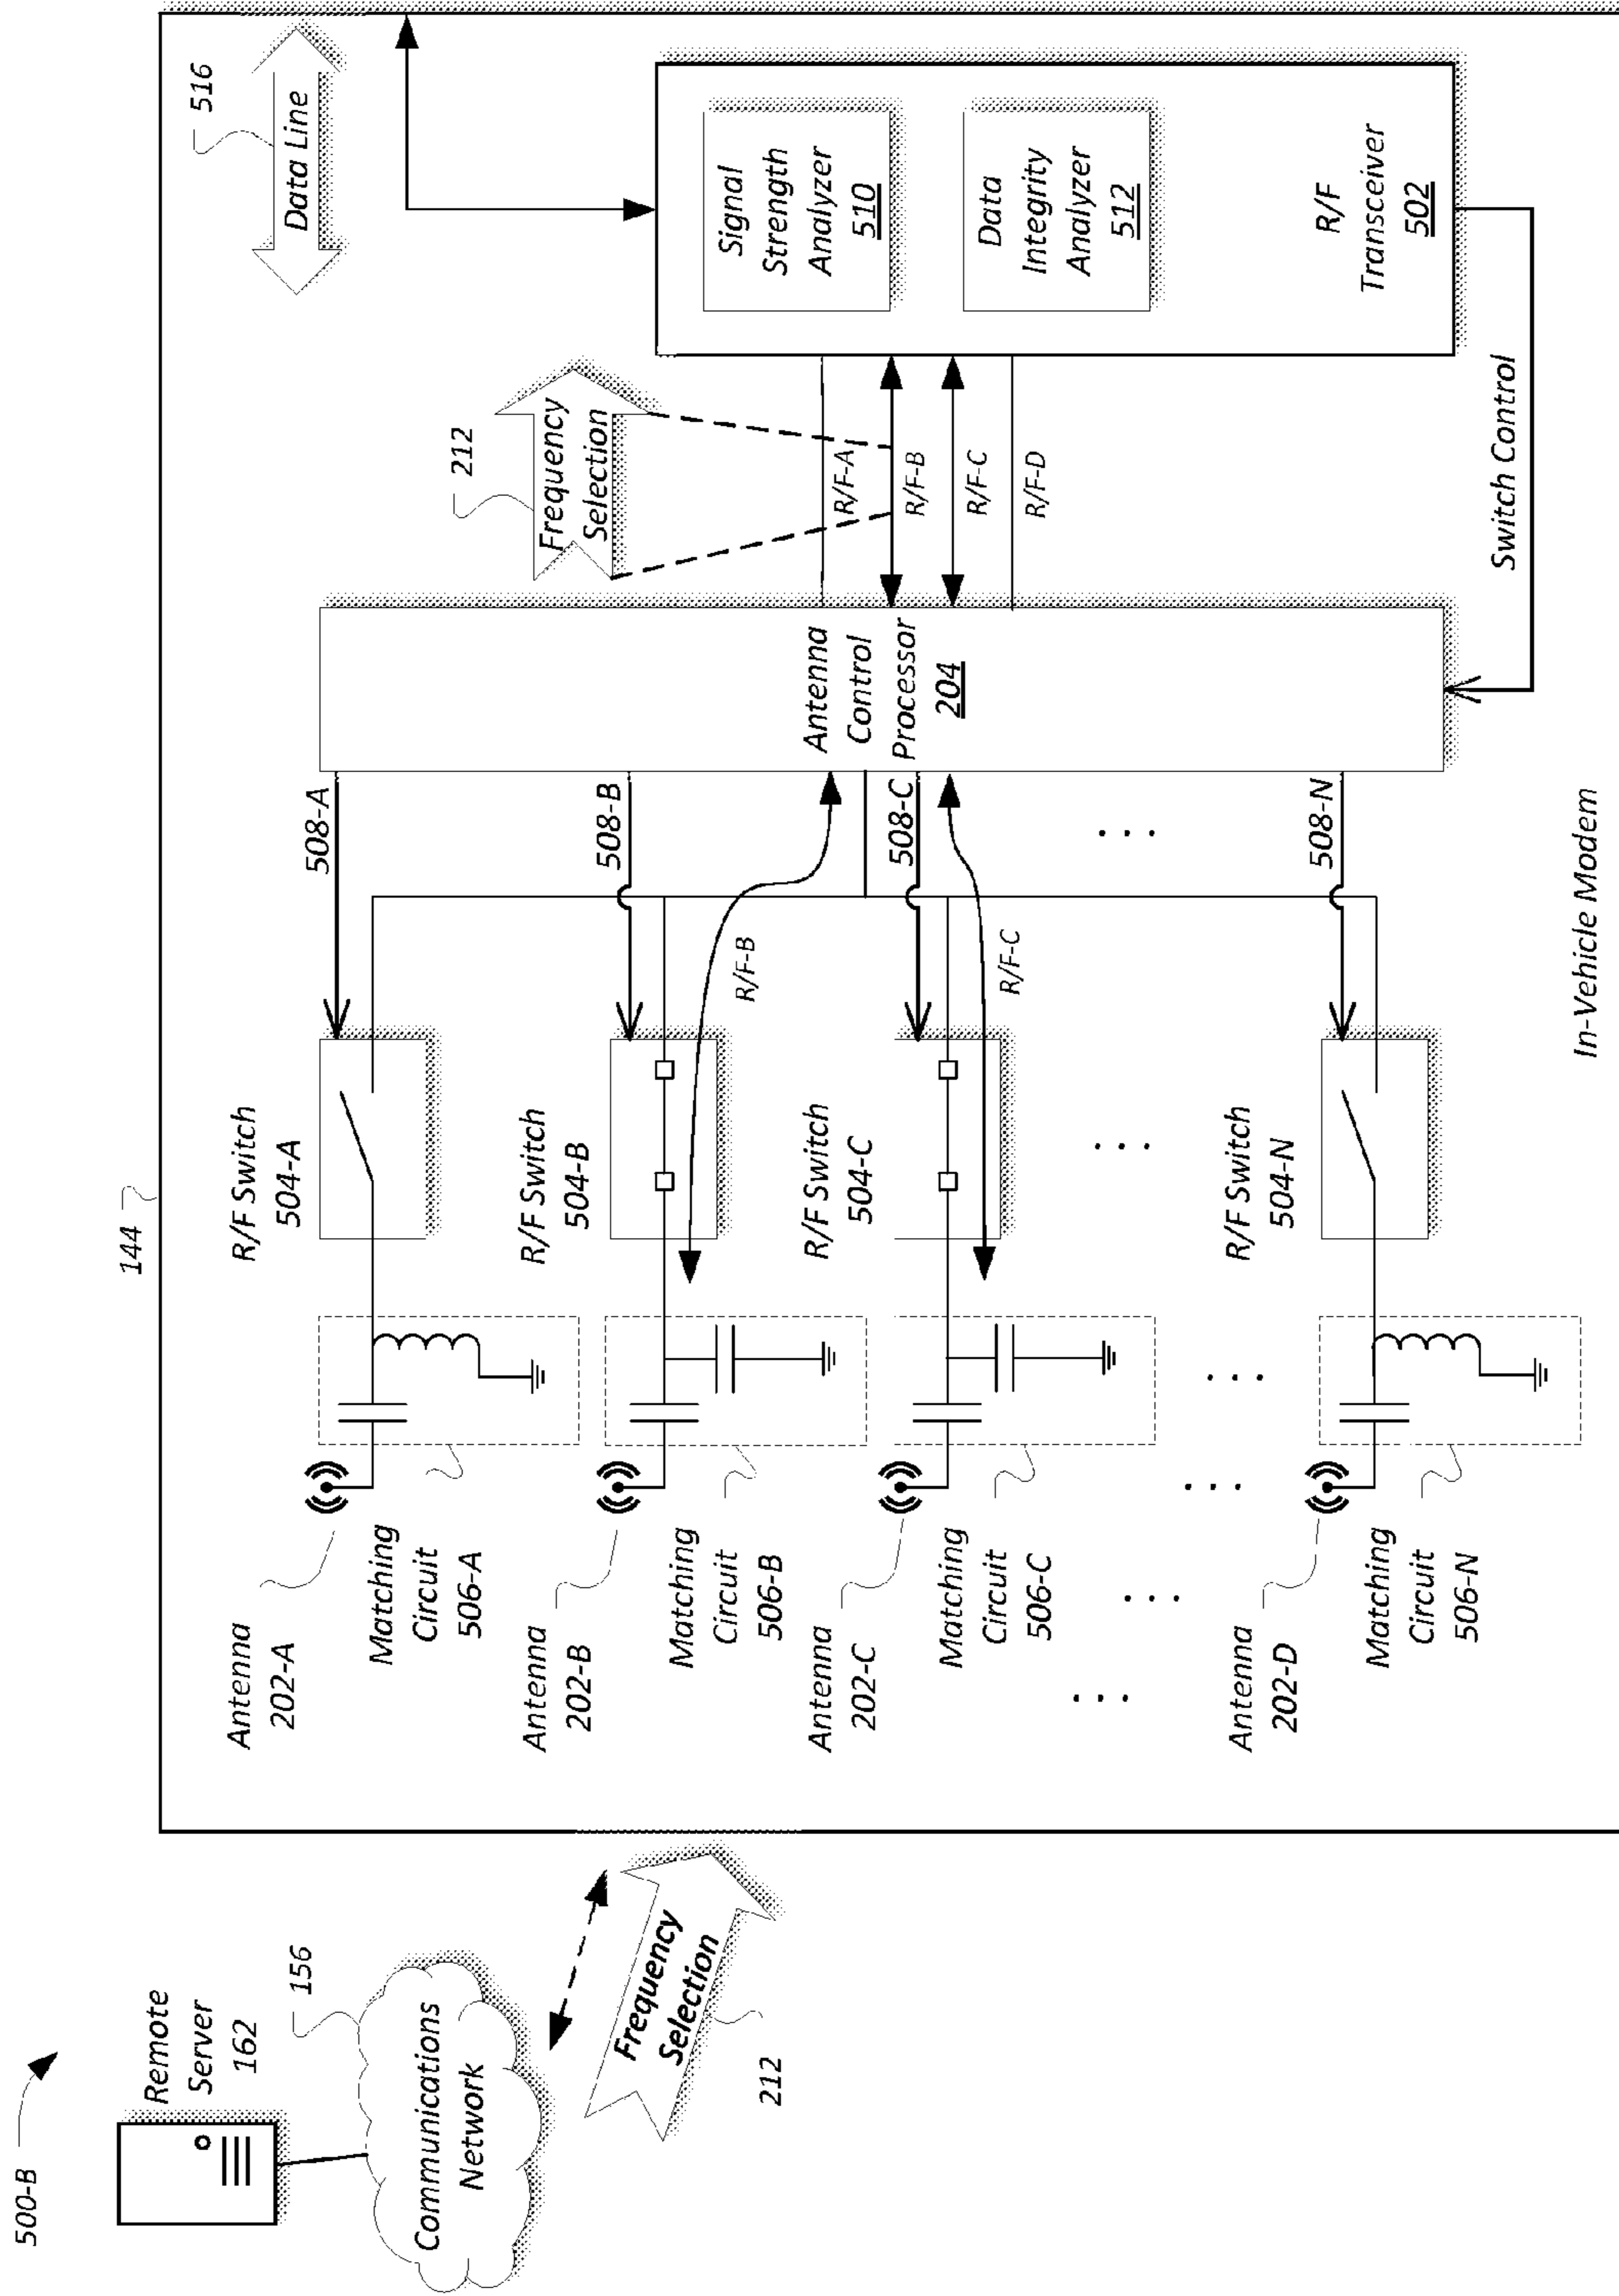 500-B
Remote
Server
162
156
Communications
Network
Frequency
Selection
212
144
Antenna
202-A
Matching
Circuit
506-A
R/F Switch
504-A
508-A
Antenna
202-B
Matching
Circuit
506-B
R/F Switch
504-B
508-B
R/F-B
Antenna
202-C
Matching
Circuit
506-C
R/F Switch
504-C
508-C
R/F-C
. . .
. . .
. . .
. . .
. . .
. . .
Antenna
202-D
Matching
Circuit
506-N
R/F Switch
504-N
508-N
Antenna
Control
Processor
204
212
Frequency
Selection
R/F-A
R/F-B
R/F-C
R/F-D
516
Data Line
Signal
Strength
Analyzer
510
Data
Integrity
Analyzer
512
R/F
Transceiver
502
Switch Control
In-Vehicle Modem